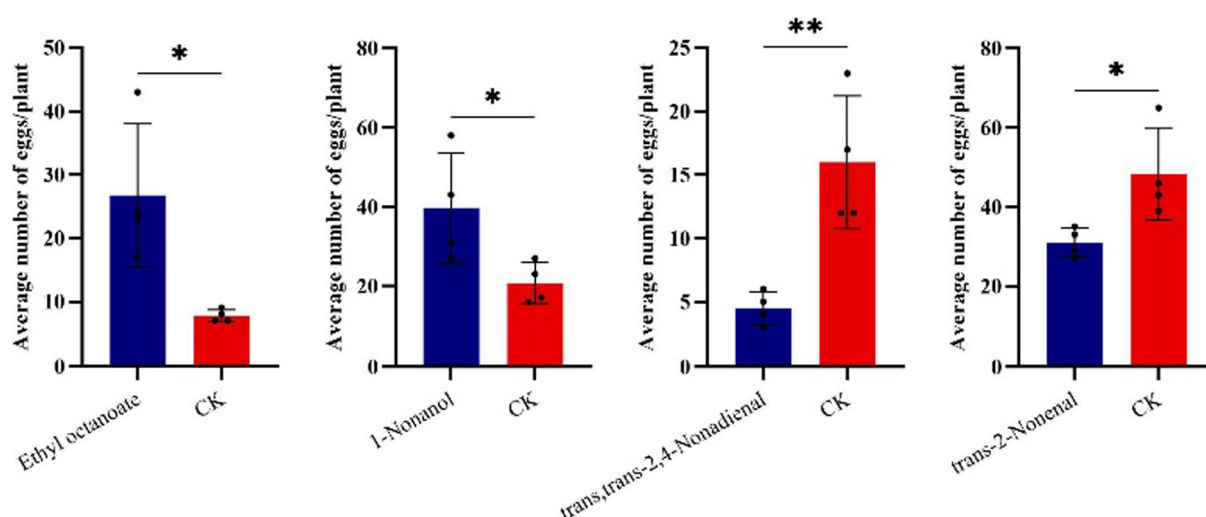 Average number of eggs/plant
50
40
30
20
10
0
*
Ethyl octanoate
CK
Average number of eggs/plant
80
60
40
20
0
*
1-Nonanol
CK
Average number of eggs/plant
25
20
15
10
5
0
**
trans,trans-2,4-Nonadienal
CK
Average number of eggs/plant
80
60
40
20
0
*
trans-2-Nonenal
CK